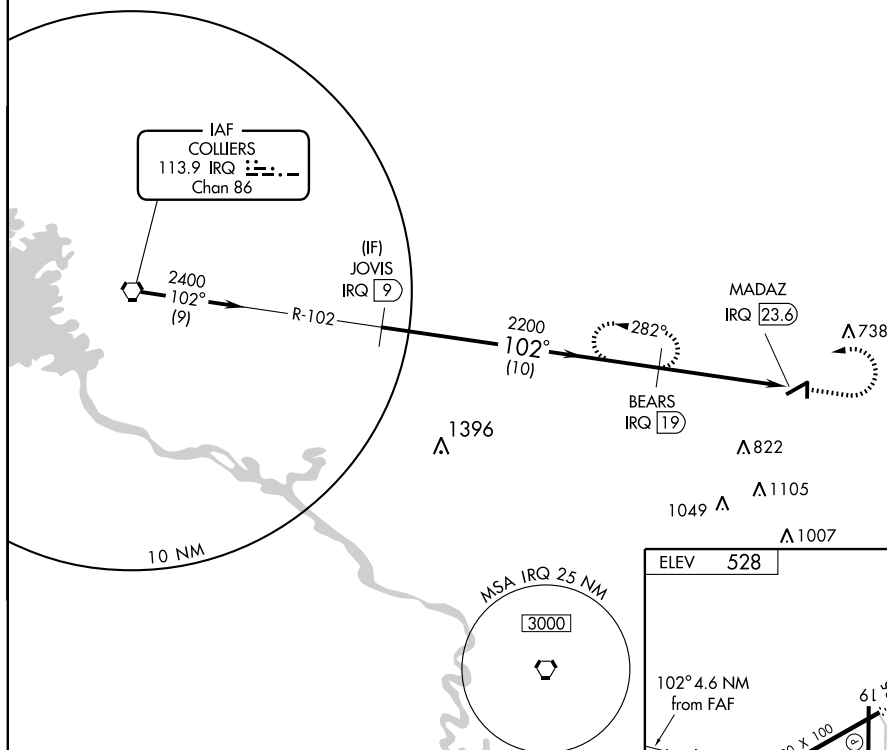 IAF
COLLIERS
113.9 IRQ
Chan 86
(IF)
JOVIS
IRQ 9
2400
102°
(9)
R-102
2200
102°
(10)
282°
MADAZ
IRQ 23.6
738
BEARS
IRQ 19
1396
822
1049
1105
1007
10 NM
MSA IRQ 25 NM
3000
ELEV 528
102° 4.6 NM
from FAF
19
X 100
P